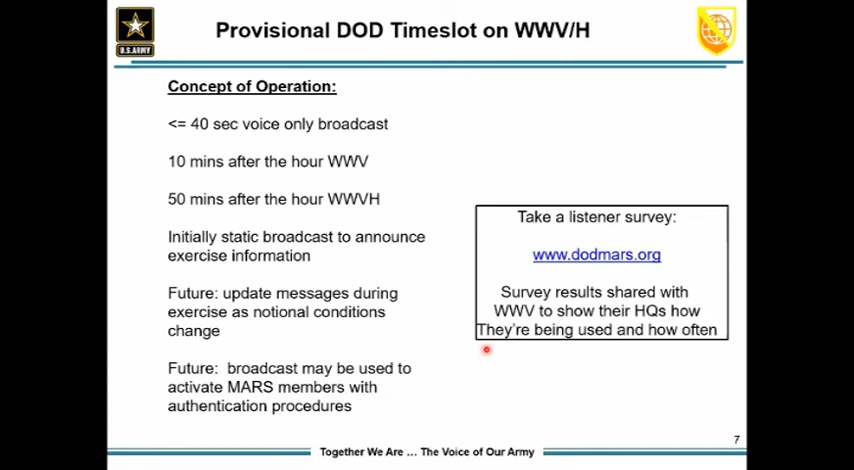 Provisional DOD Timeslot on WWV/H
U.S.ARMY
Concept of Operation:
<= 40 sec voice only broadcast
10 mins after the hour WWV
50 mins after the hour WWVH
Initially static broadcast to announce
exercise information
Future: update messages during
exercise as notional conditions
change
Future:  broadcast may be used to
activate MARS members with
authentication procedures
Take a listener survey:
www.dodmars.org
Survey results shared with
WWV to show their HQs how
They're being used and how often
7
Together We Are … The Voice of Our Army